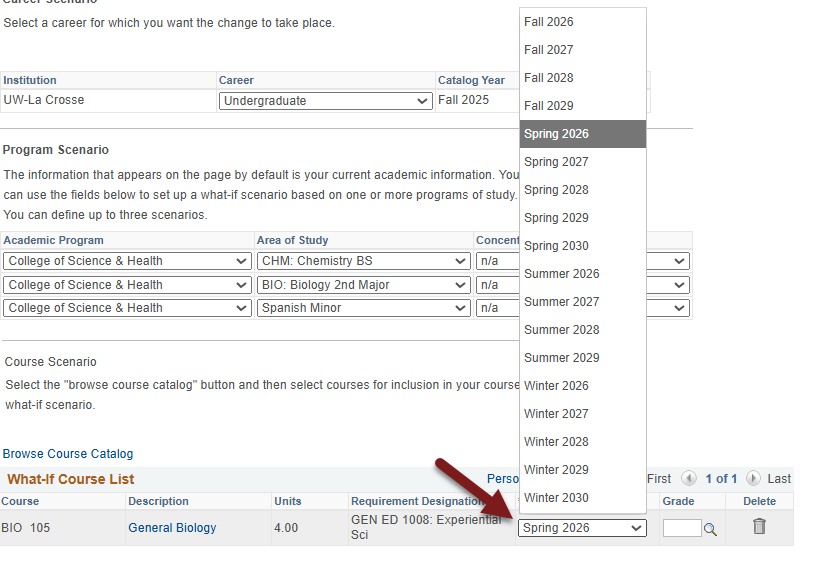 Career Scenario
Select a career for which you want the change to take place.
Institution Career Catalog Year
UW-La Crosse Undergraduate Fall 2025
Program Scenario
The information that appears on the page by default is your current academic information. You
can use the fields below to set up a what-if scenario based on one or more programs of study.
You can define up to three scenarios.
Academic Program Area of Study
College of Science & Health CHM: Chemistry BS n/a
College of Science & Health BIO: Biology 2nd Major n/a
College of Science & Health Spanish Minor n/a
Fall 2026
Fall 2027
Fall 2028
Fall 2029
Spring 2026
Spring 2027
Spring 2028
Spring 2029
Spring 2030
Summer 2026
Summer 2027
Summer 2028
Summer 2029
Winter 2026
Winter 2027
Winter 2028
Winter 2029
Winter 2030
Course Scenario
Select the "browse course catalog" button and then select courses for inclusion in your course
what-if scenario.
Browse Course Catalog
What-If Course List First 1 of 1 Last
Course Description Units Requirement Designation Grade Delete
BIO 105 General Biology 4.00 GEN ED 1008: Experiential
Sci Spring 2026